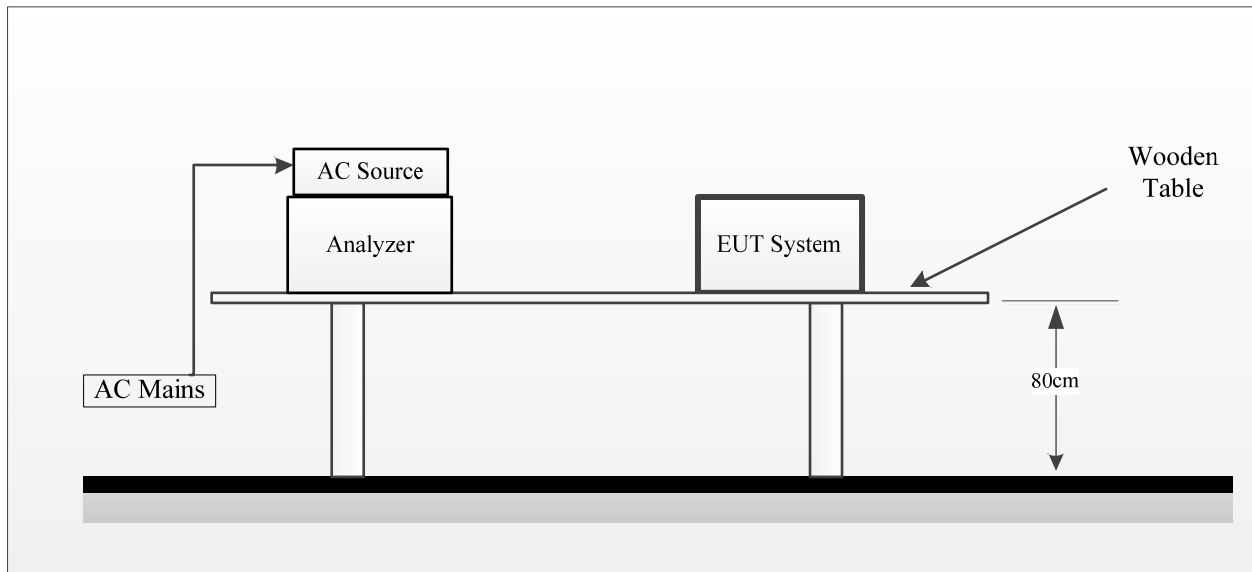 AC Source
Wooden
Table
Analyzer
EUT System
AC Mains
80cm